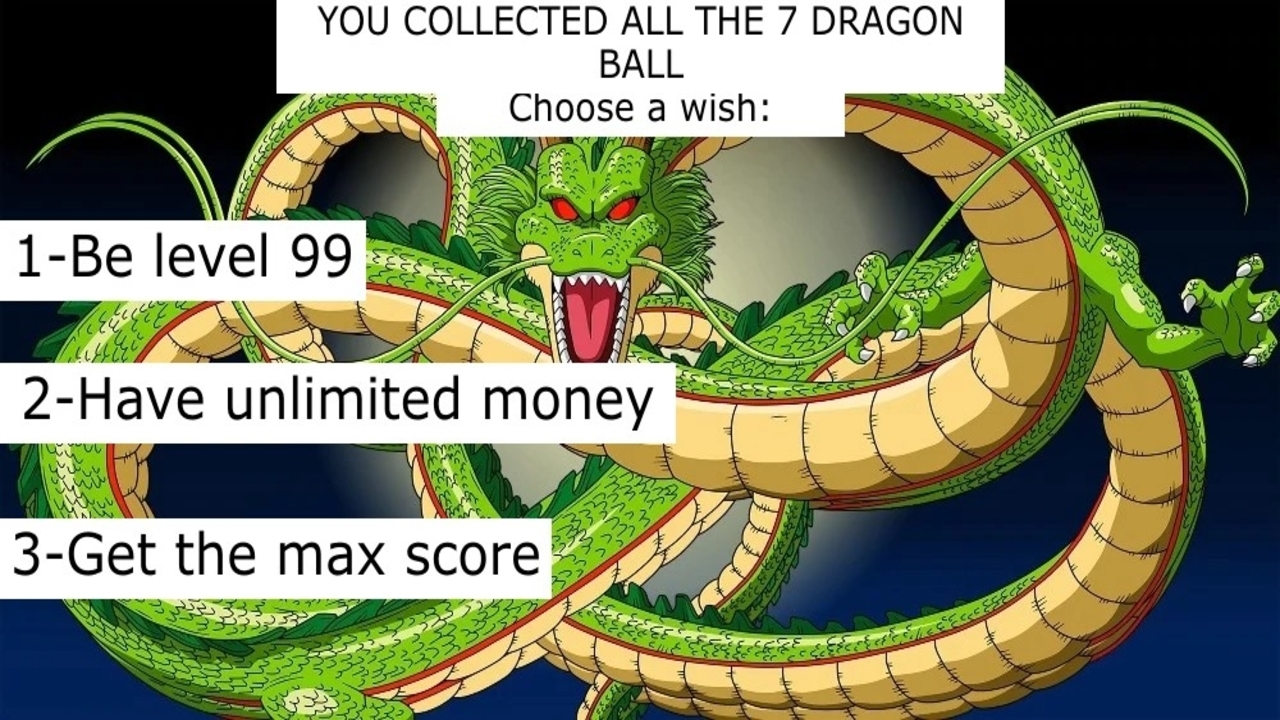 YOU COLLECTED ALL THE 7 DRAGON
BALL
Choose a wish:
1-Be level 99
2-Have unlimited money
3-Get the max score